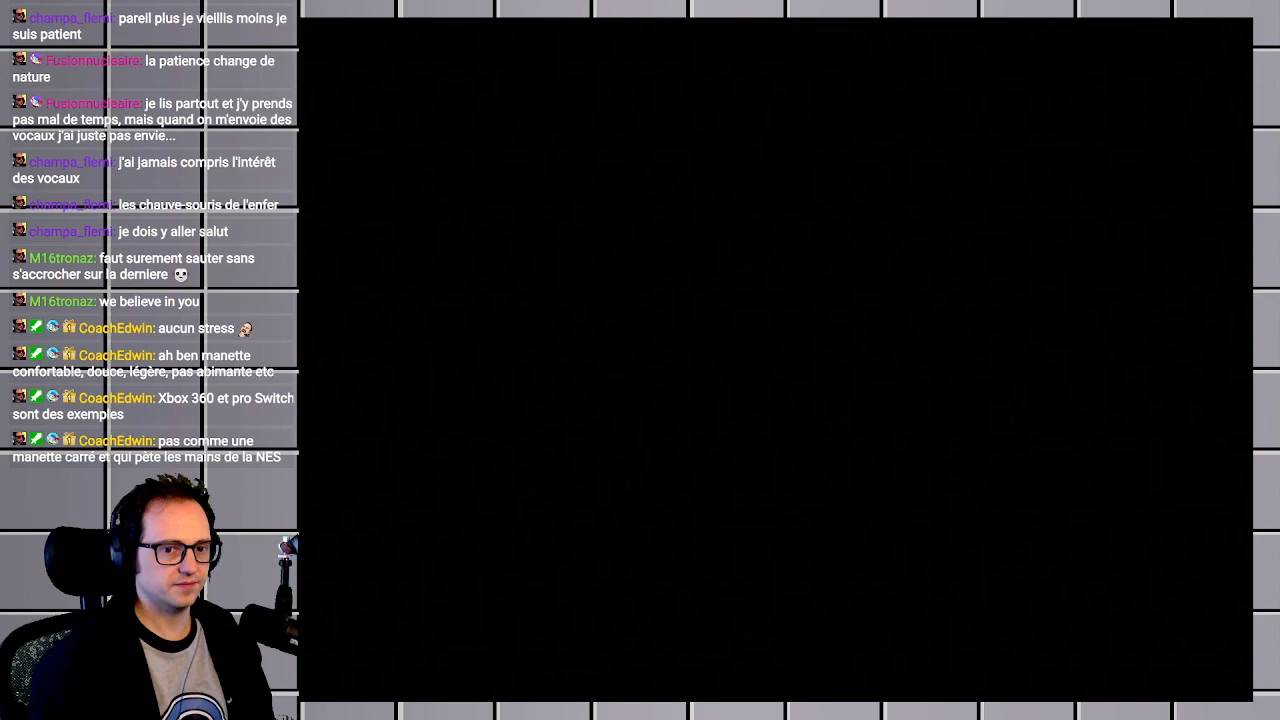 champa_flemi: pareil plus je vieillis moins je
suis patient
Fusionnucleaire: la patience change de
nature
Fusionnucleaire: je lis partout et j'y prends
pas mal de temps, mais quand on m'envoie des
vocaux j'ai juste pas envie...
champa_flemi: j'ai jamais compris l'intérêt
des vocaux
champa_flemi: les chauve-souris de l'enfer
champa_flemi: je dois y aller salut
M16tronaz: faut surement sauter sans
s'accrocher sur la derniere 💀
M16tronaz: we believe in you
CoachEdwin: aucun stress
CoachEdwin: ah ben manette
confortable, douce, légère, pas abimante etc
CoachEdwin: Xbox 360 et pro Switch
sont des exemples
CoachEdwin: pas comme une
manette carré et qui pète les mains de la NES